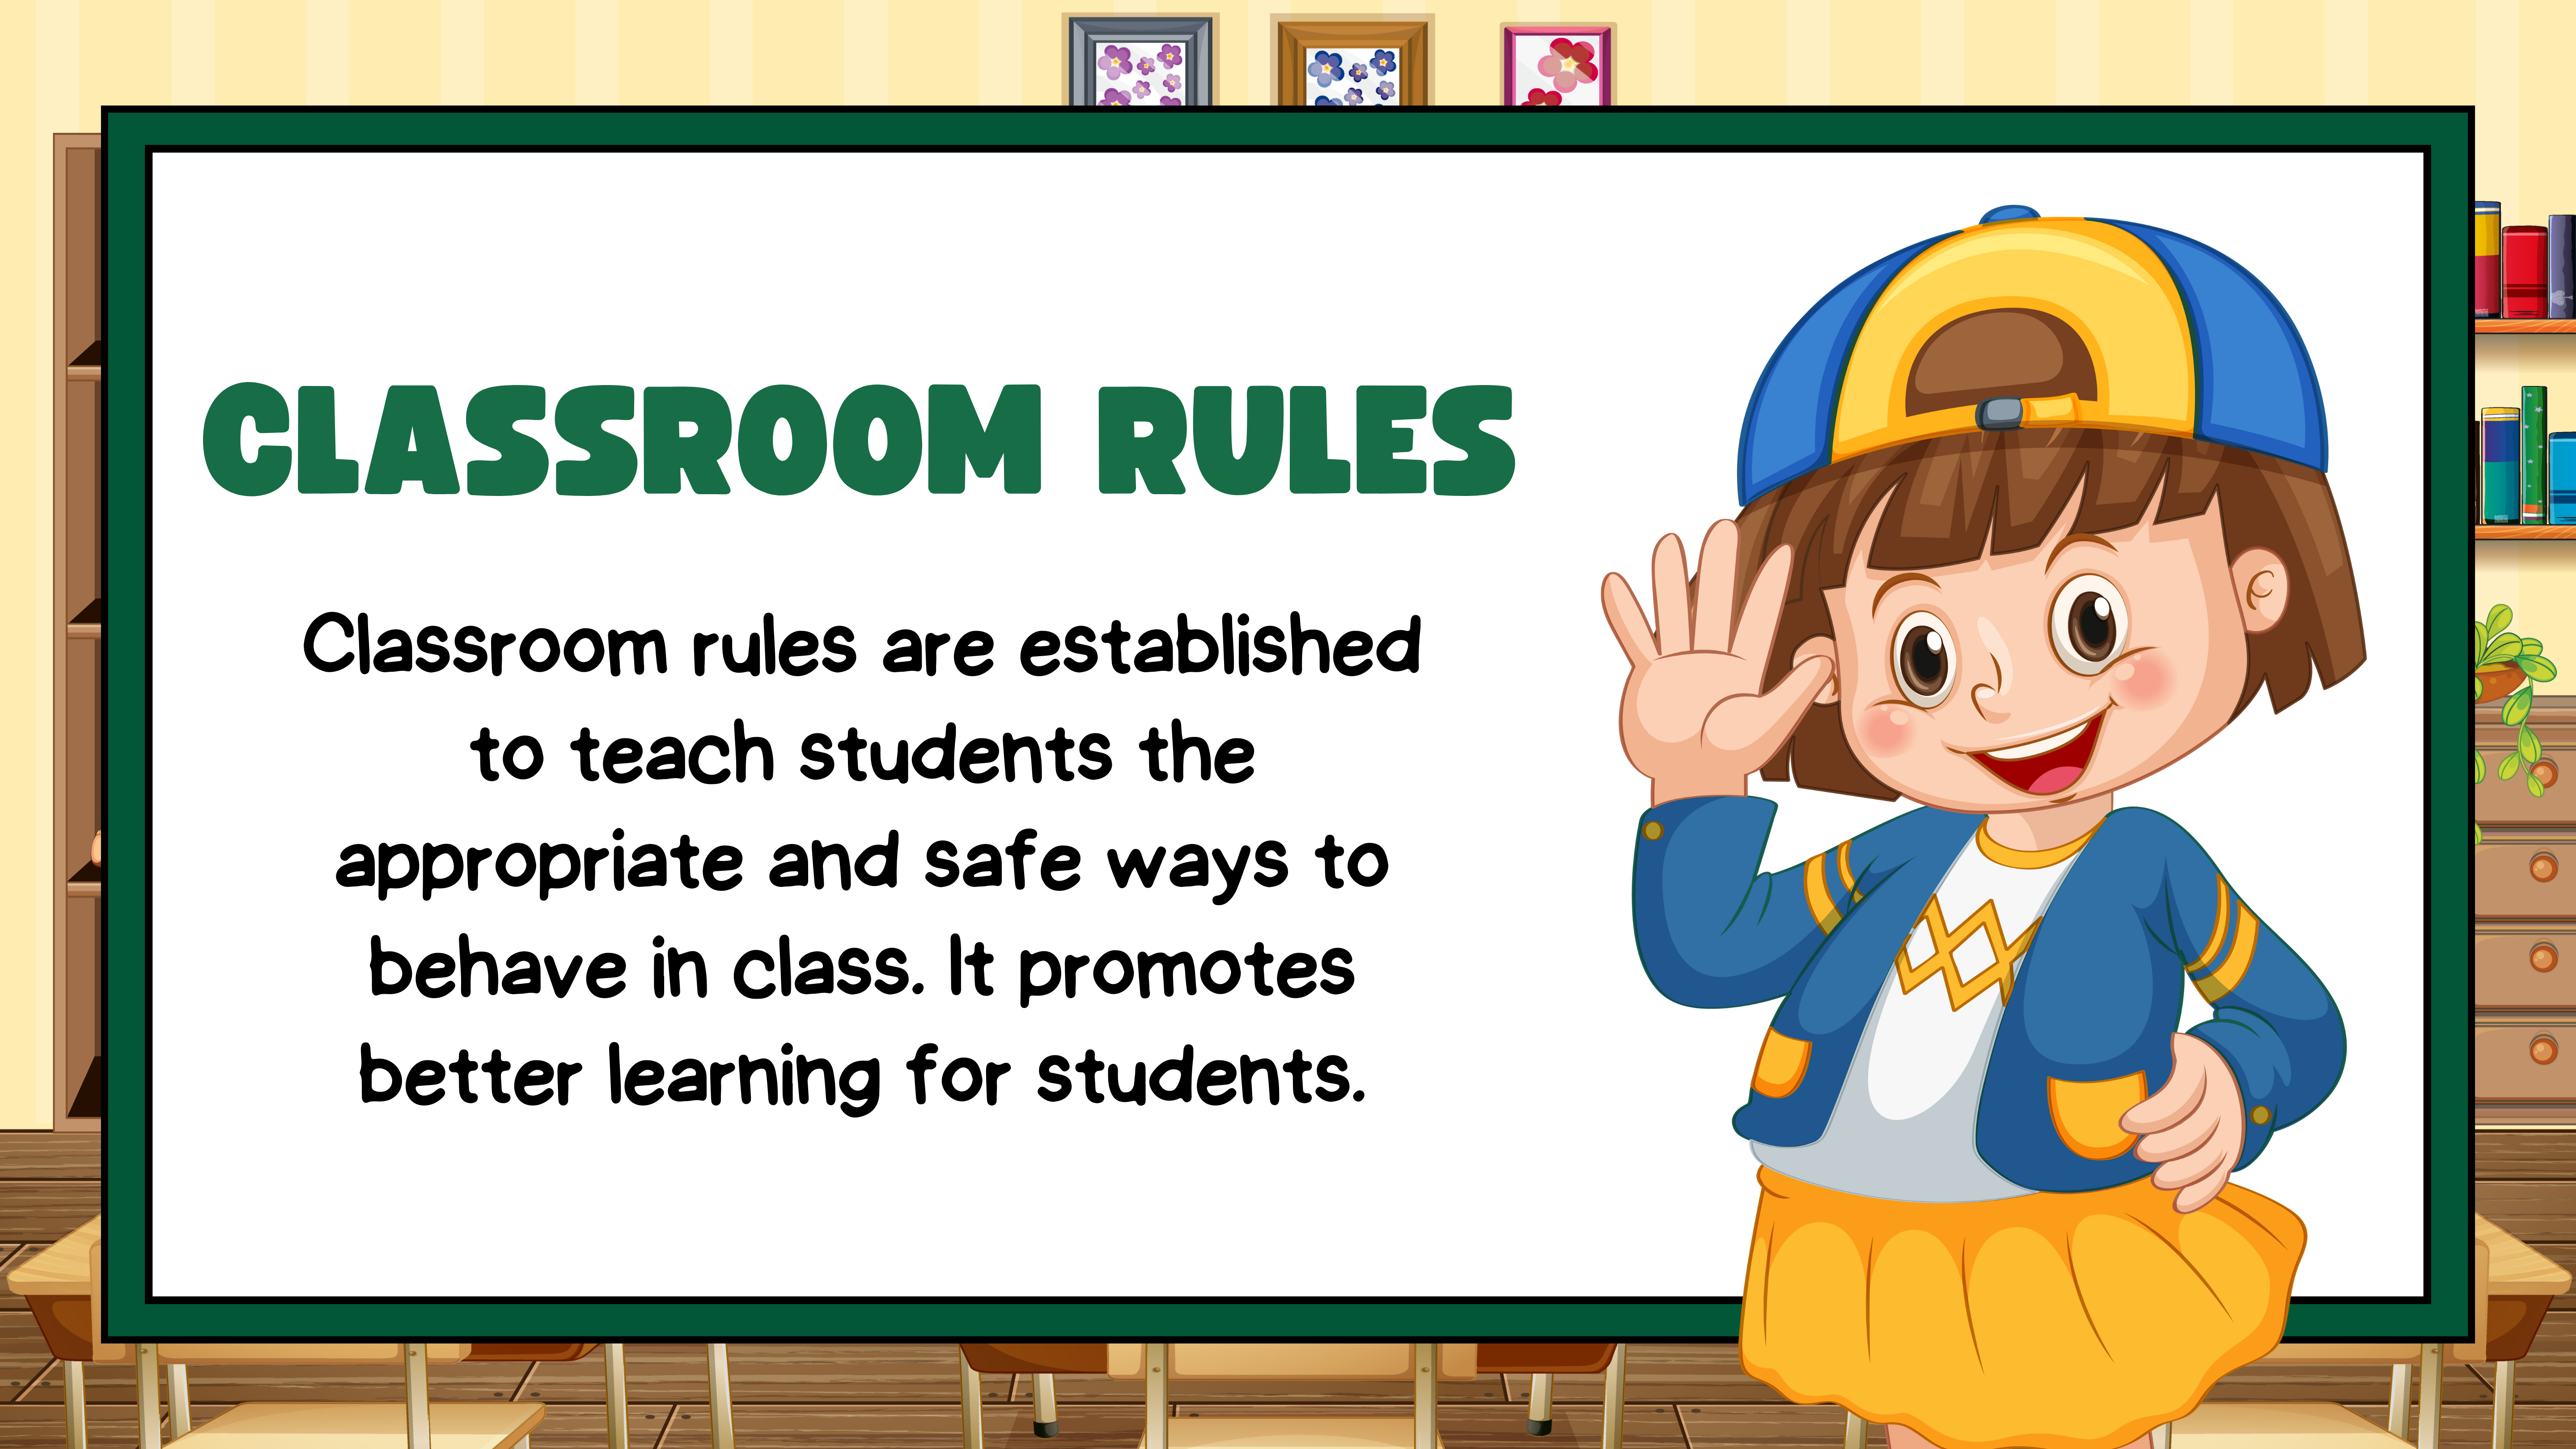 CLASSROOM RULES
Classroom rules are established
to teach students the
appropriate and safe ways to
behave in class. It promotes
better learning for students.